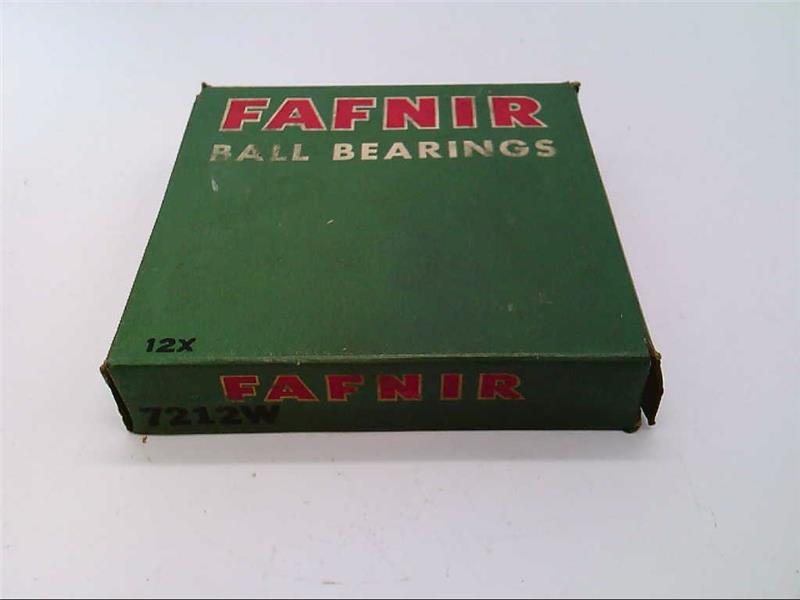 FAFNIR
BALL BEARINGS
12X
FAFNIR
7212W